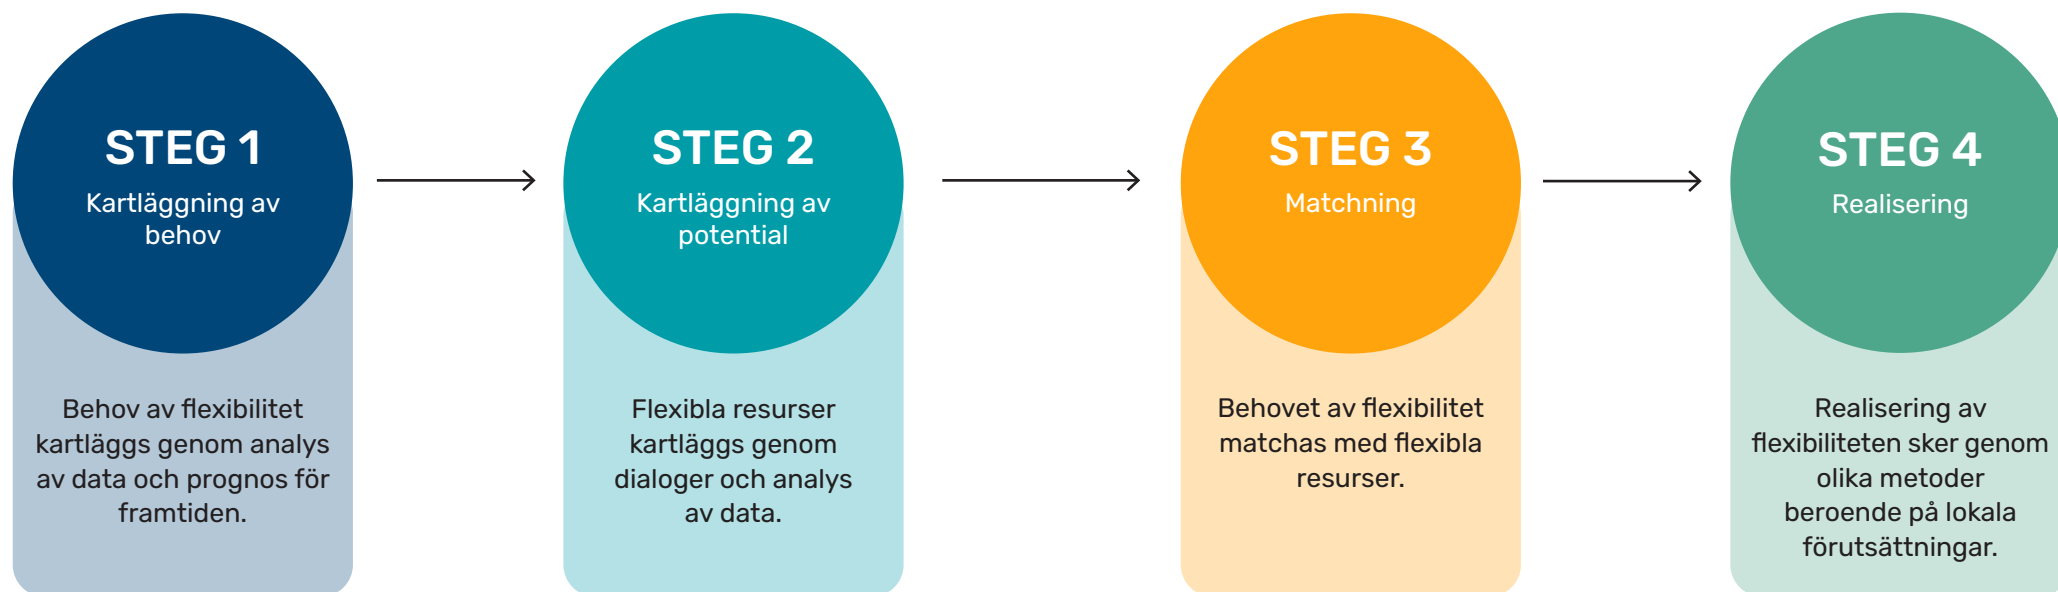 STEG 1
Kartläggning av
behov
Behov av flexibilitet
kartläggs genom analys
av data och prognos för
framtiden.
STEG 2
Kartläggning av
potential
Flexibla resurser
kartläggs genom
dialoger och analys
av data.
STEG 3
Matchning
Behovet av flexibilitet
matchas med flexibla
resurser.
STEG 4
Realisering
Realisering av
flexibiliteten sker genom
olika metoder
beroende på lokala
förutsättningar.